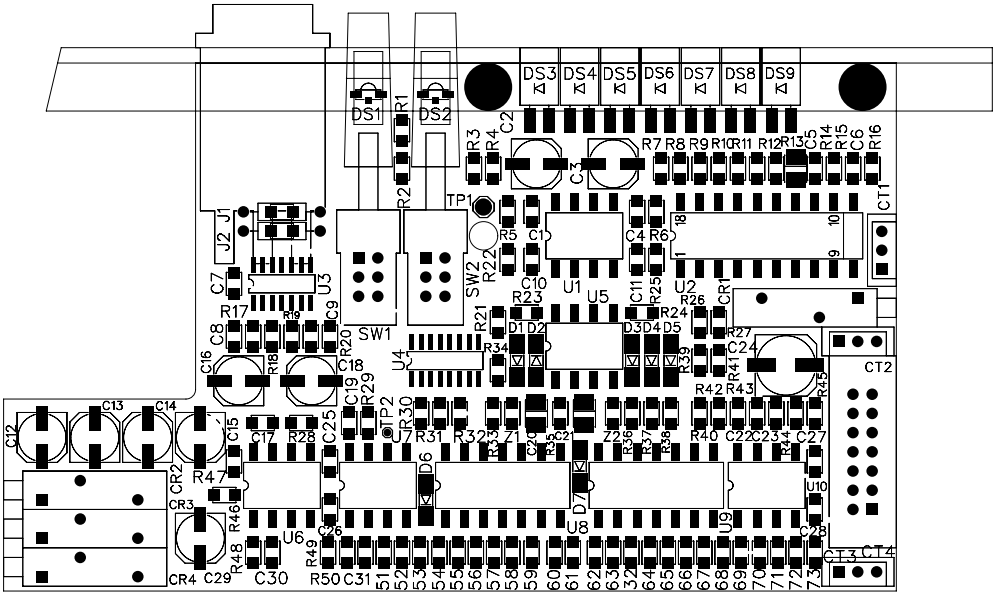 DS3 DS4 DS5 DS6 DS7 DS8 DS9
DS1 DS2 R1 C2
R2 R3 R4 C3 R7 R8 R9 R10 R11 R12 R13 C5 R14 R15 C6 R16
TP1 CT1
J1 J2 R5 C1 C4 R6 18 10
1 9
C7 U3 SW2 R22 C10 U1 C11 R25 U2 CR1
R17 R19 C9 SW1 R21 R23 U5 R24 R26
C8 R18 R20 D1 D2 D3 D4 D5 R27
C16 C18 U4 R34 R39 R41 C24 CT2
R45
C12 C13 C14 C15 C17 R28 C25 C19 R29 TP2 R30 U7 R31 R32 R33 Z1 C20 R35 C21 Z2 R36 R37 R38 R40 R42 C22 R43 C23 R44 C27
CR2 R47 D6 D7 U10
CR3 R46 U6 C26 U8 U9 C28
CR4 C29 R48 C30 R49 R50 C31 51 52 53 54 55 56 57 58 59 60 61 62 63 32 64 65 66 67 68 69 70 71 72 73 CT3 CT4